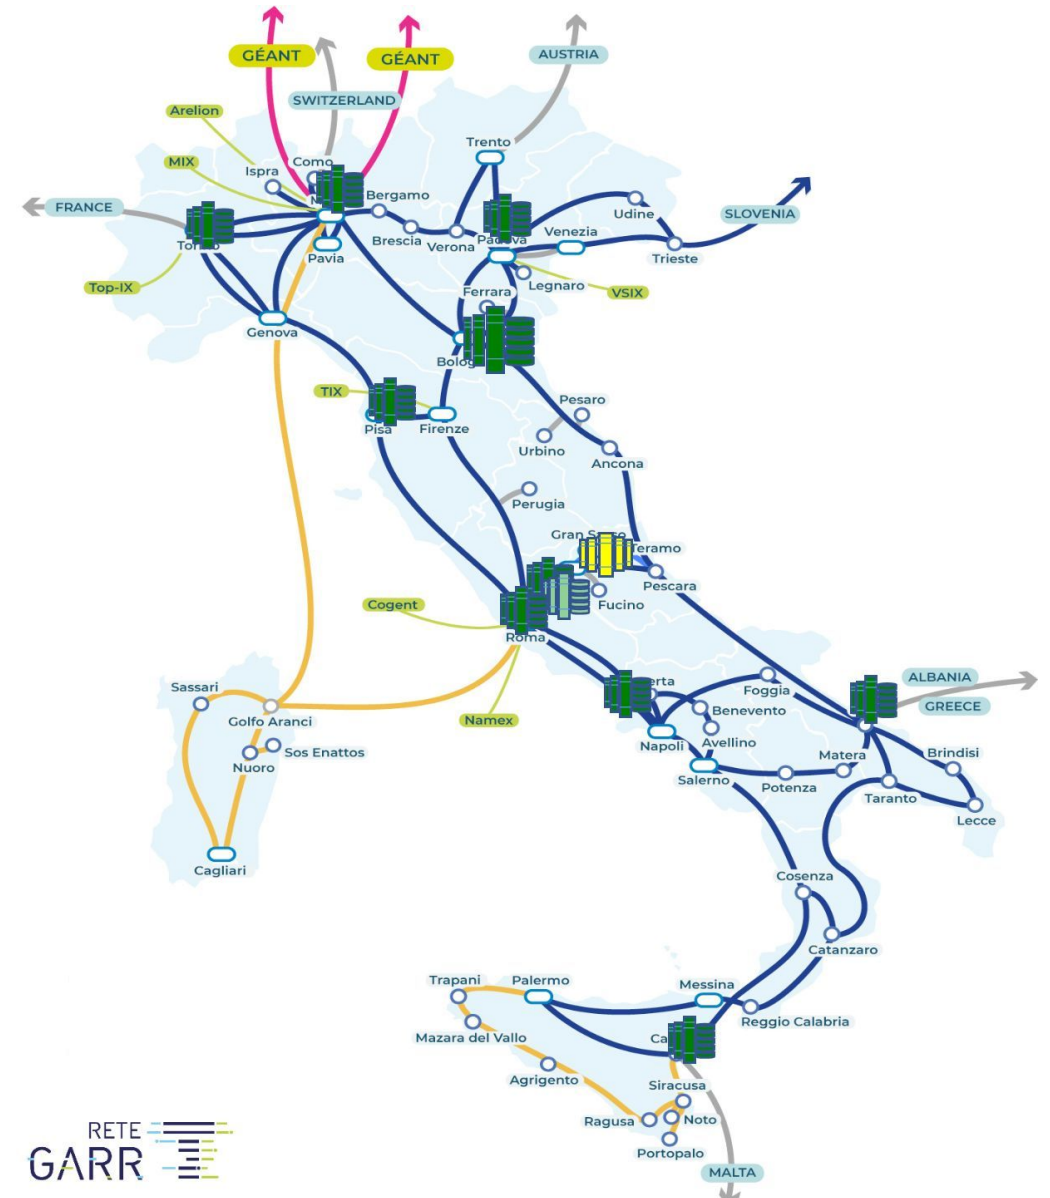 GÉANT
GÉANT
AUSTRIA
SWITZERLAND
Arelion
Trento
MIX
Como
Ispra
Bergamo
FRANCE
Udine
SLOVENIA
Brescia
Verona
Venezia
Trieste
Pavia
Top-IX
Legnaro
VSIX
Ferrara
Genova
TIX
Pesaro
Pisa
Firenze
Urbino
Ancona
Perugia
Teramo
Pescara
Fucino
Cogent
Roma
Sassari
Foggia
ALBANIA
GREECE
Golfo Aranci
Benevento
Namex
Avellino
Napoli
Sos Enattos
Nuoro
Matera
Brindisi
Salerno
Potenza
Taranto
Lecce
Cagliari
Cosenza
Catanzaro
Trapani
Palermo
Messina
Reggio Calabria
Mazara del Vallo
Agrigento
Siracusa
Ragusa
Noto
Portopalo
MALTA
RETE
GARR